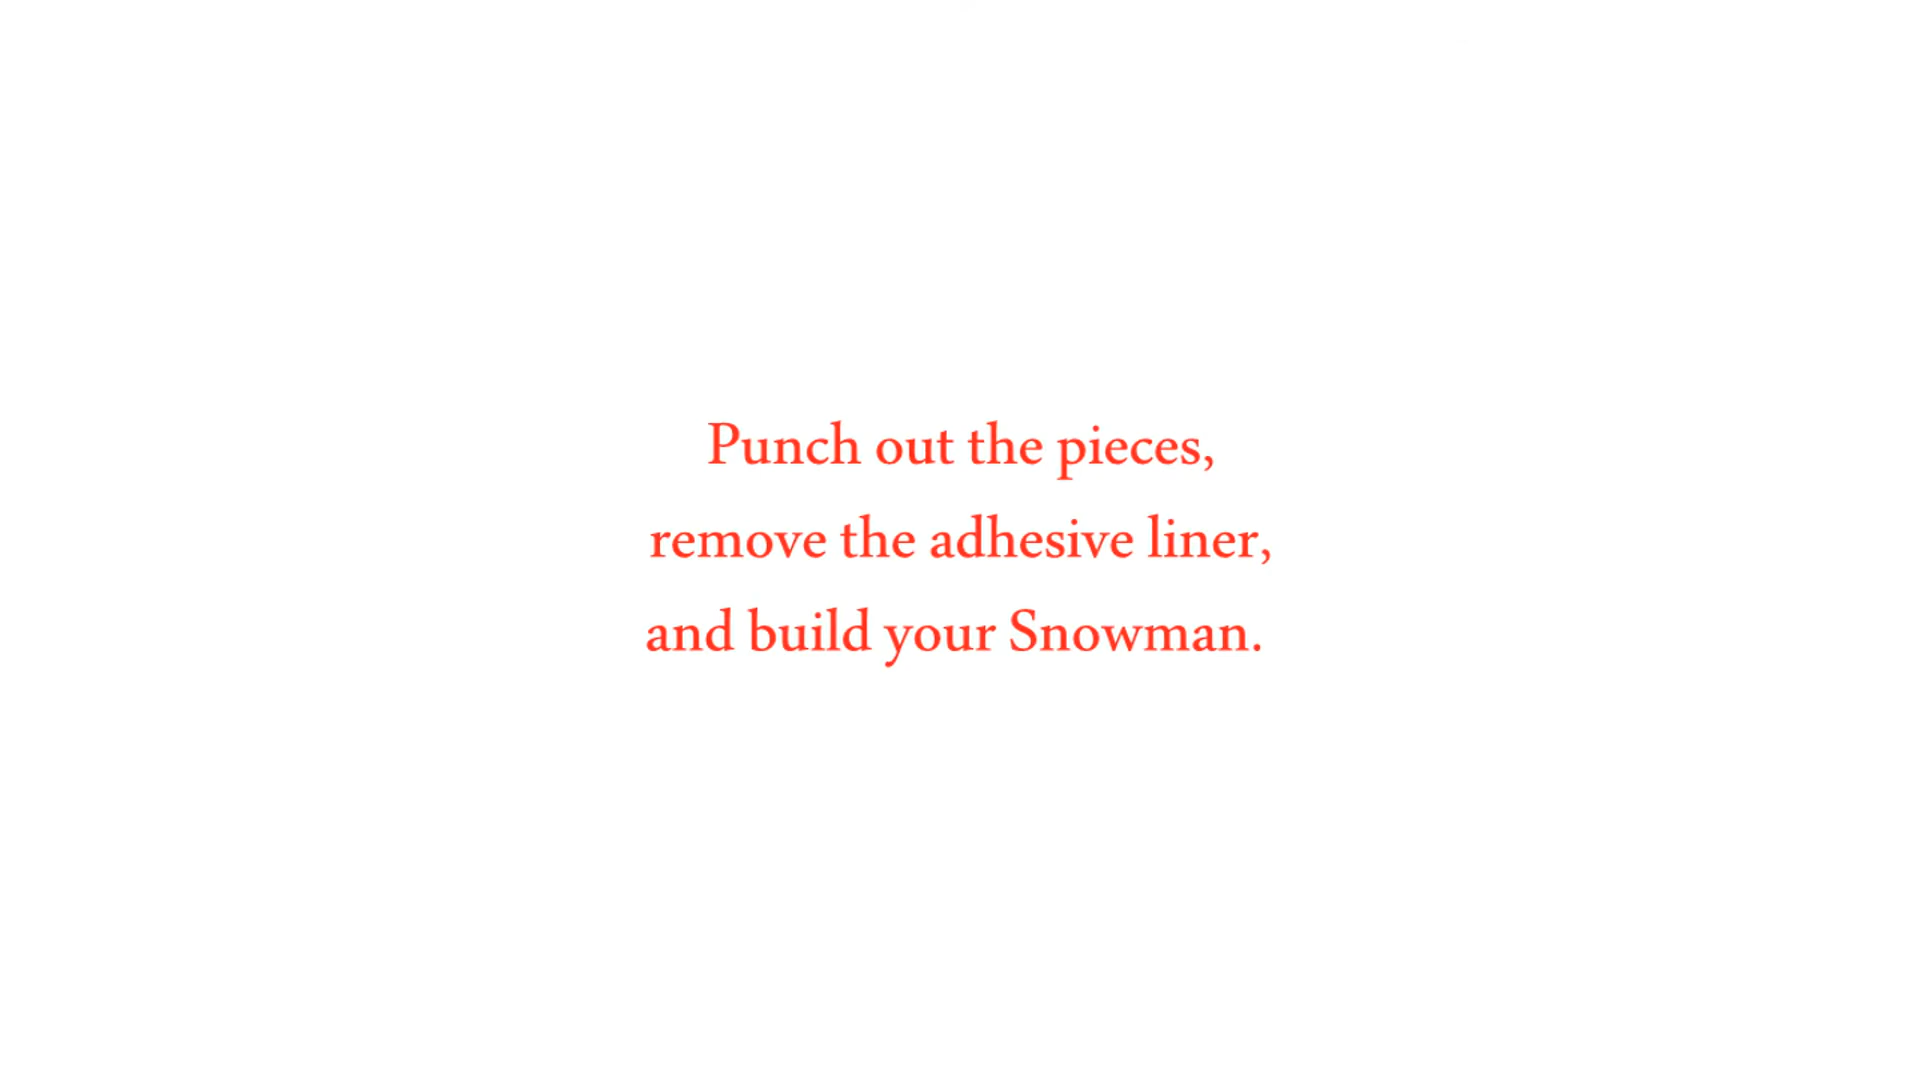 Punch out the pieces,
remove the adhesive liner,
and build your Snowman.